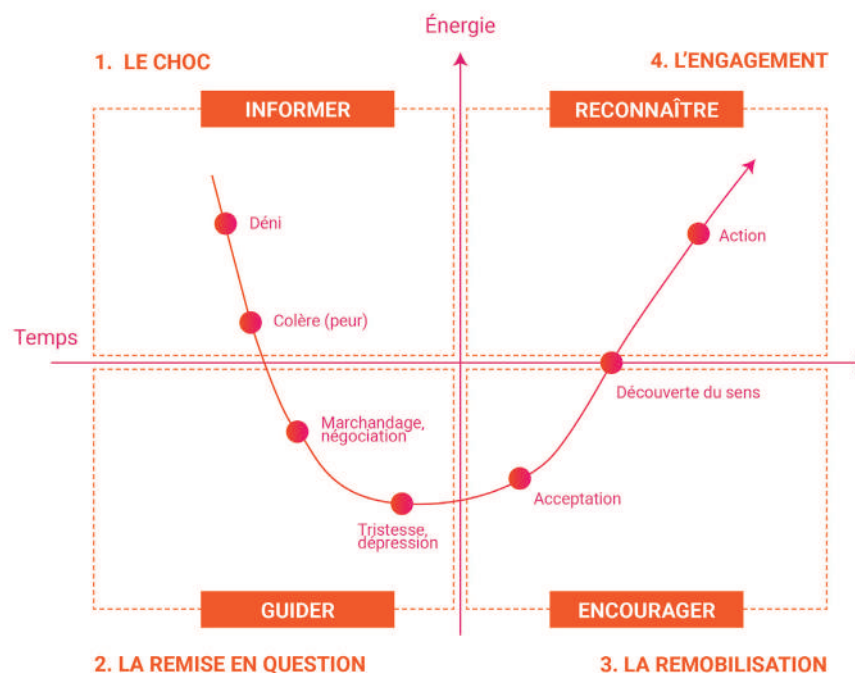 Énergie
1. LE CHOC
4. L'ENGAGEMENT
INFORMER
RECONNAÎTRE
Déni
Action
Colère (peur)
Temps
Découverte du sens
Marchandage,
négociation
Acceptation
Tristesse,
dépression
GUIDER
ENCOURAGER
2. LA REMISE EN QUESTION
3. LA REMOBILISATION